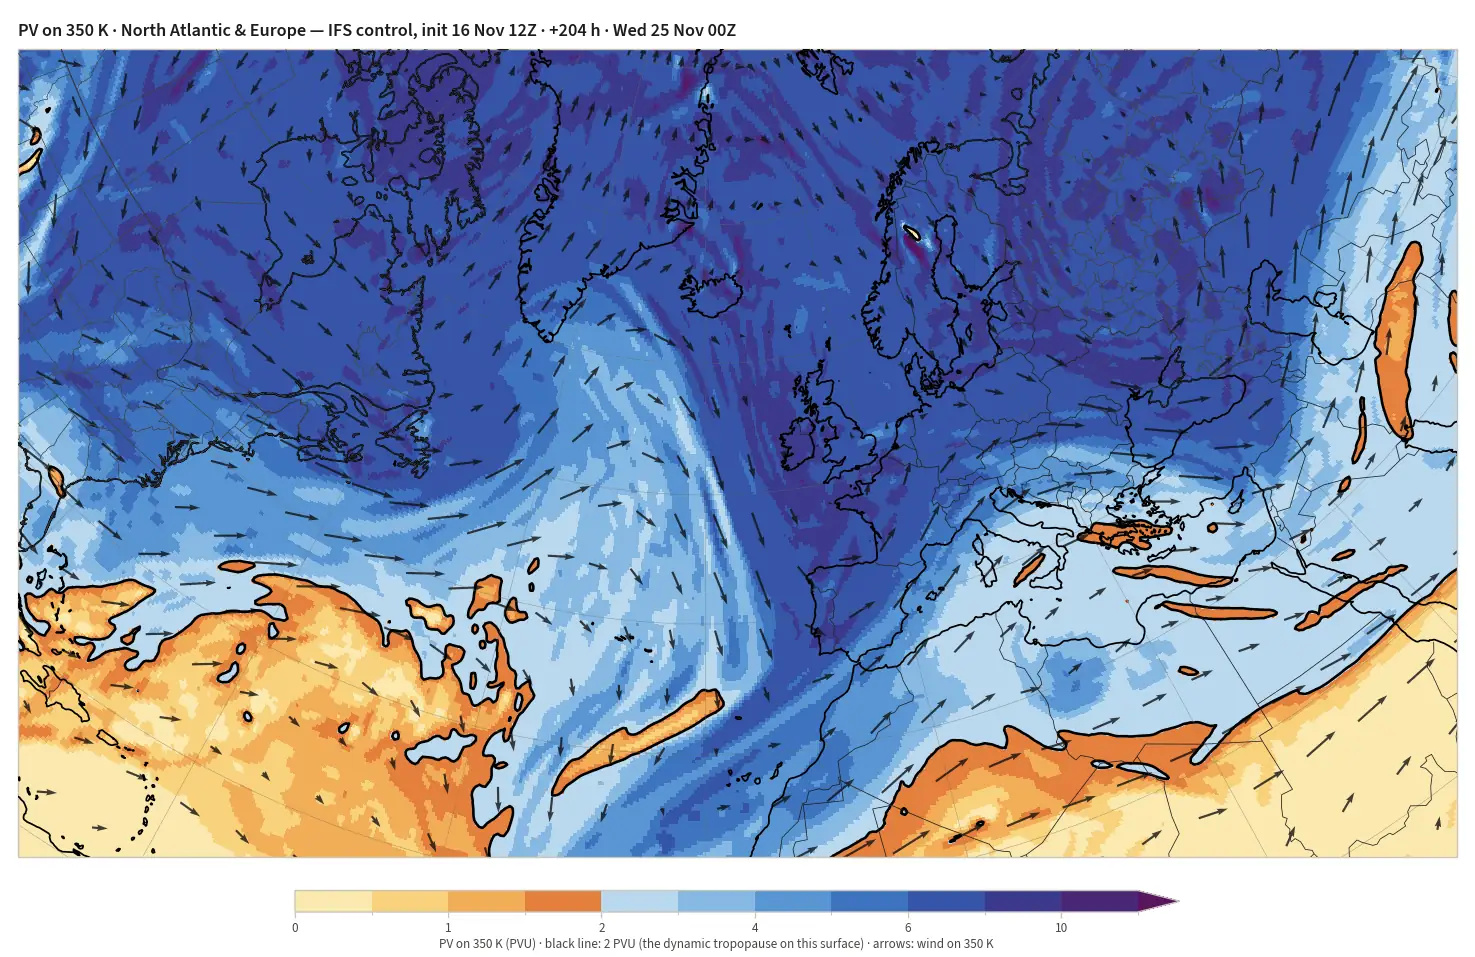 PV on 350 K · North Atlantic & Europe — IFS control, init 16 Nov 12Z · +204 h · Wed 25 Nov 00Z
0 1 2 4 6 10
PV on 350 K (PVU) · black line: 2 PVU (the dynamic tropopause on this surface) · arrows: wind on 350 K